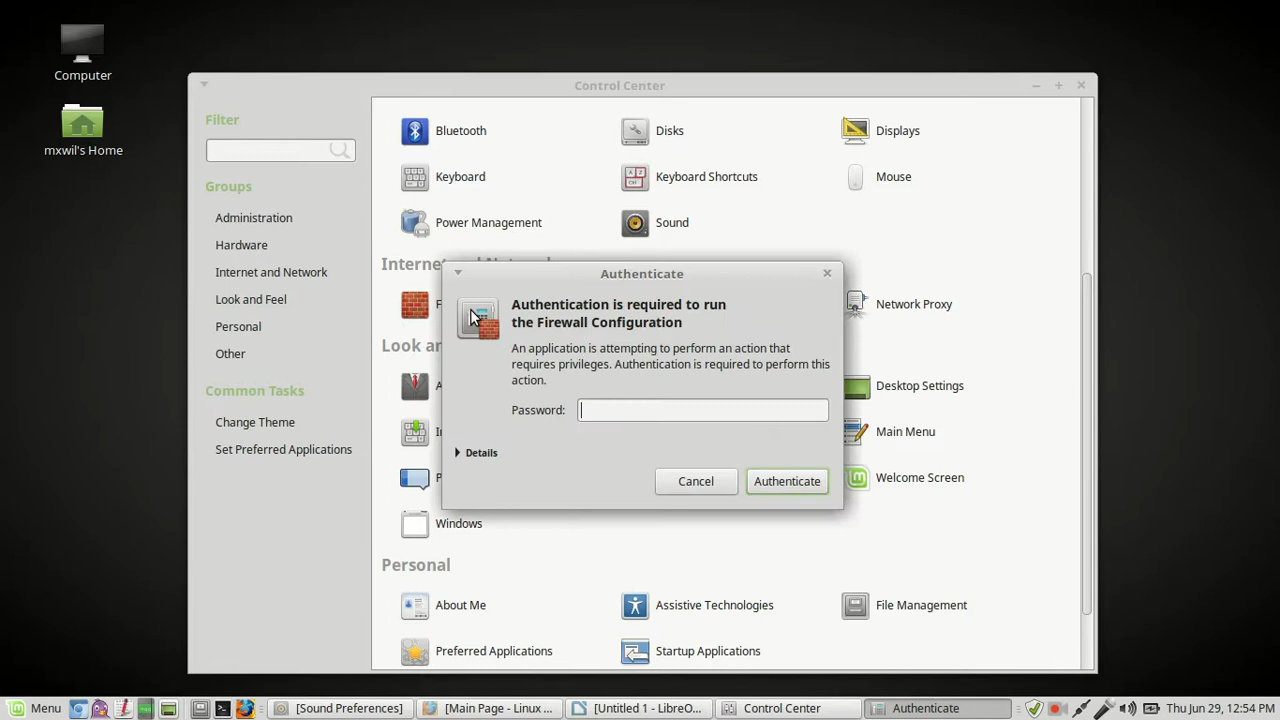 Computer
mxwil's Home
Control Center
Filter
Groups
Administration
Hardware
Internet and Network
Look and Feel
Personal
Other
Common Tasks
Change Theme
Set Preferred Applications
Bluetooth
Disks
Displays
Keyboard
Keyboard Shortcuts
Mouse
Power Management
Sound
Network Proxy
Desktop Settings
Main Menu
Welcome Screen
Windows
Personal
About Me
Assistive Technologies
File Management
Preferred Applications
Startup Applications
Authenticate
Authentication is required to run
the Firewall Configuration
An application is attempting to perform an action that
requires privileges. Authentication is required to perform this
action.
Password:
Details
Cancel
Authenticate
Menu
[Sound Preferences]
[Main Page - Linux ...
[Untitled 1 - LibreO...
Control Center
Authenticate
Thu Jun 29, 12:54 PM